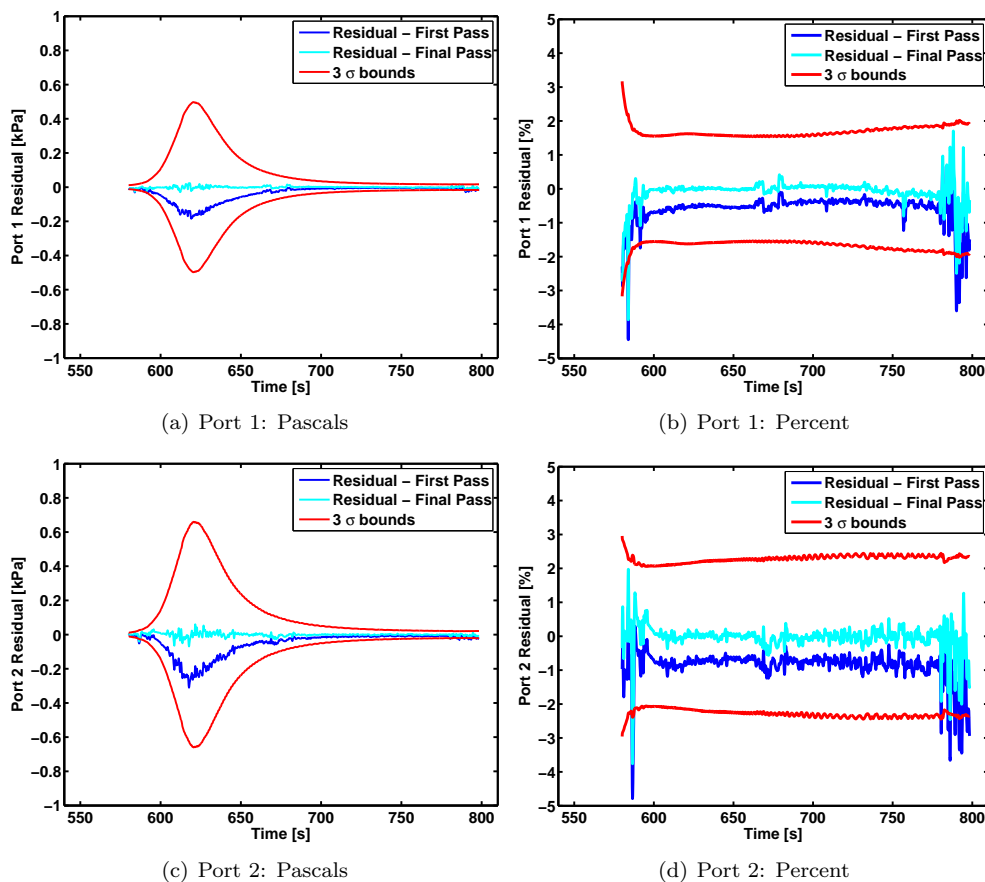 1
0.8
0.6
0.4
0.2
0
−0.2
−0.4
−0.6
−0.8
−1
Port 1 Residual [kPa]
Residual − First Pass
Residual − Final Pass
3 σ bounds
550 600 650 700 750 800
Time [s]
(a) Port 1: Pascals
5
4
3
2
1
0
−1
−2
−3
−4
−5
Port 1 Residual [%]
Residual − First Pass
Residual − Final Pass
3 σ bounds
550 600 650 700 750 800
Time [s]
(b) Port 1: Percent
1
0.8
0.6
0.4
0.2
0
−0.2
−0.4
−0.6
−0.8
−1
Port 2 Residual [kPa]
Residual − First Pass
Residual − Final Pass
3 σ bounds
550 600 650 700 750 800
Time [s]
(c) Port 2: Pascals
5
4
3
2
1
0
−1
−2
−3
−4
−5
Port 2 Residual [%]
Residual − First Pass
Residual − Final Pass
3 σ bounds
550 600 650 700 750 800
Time [s]
(d) Port 2: Percent